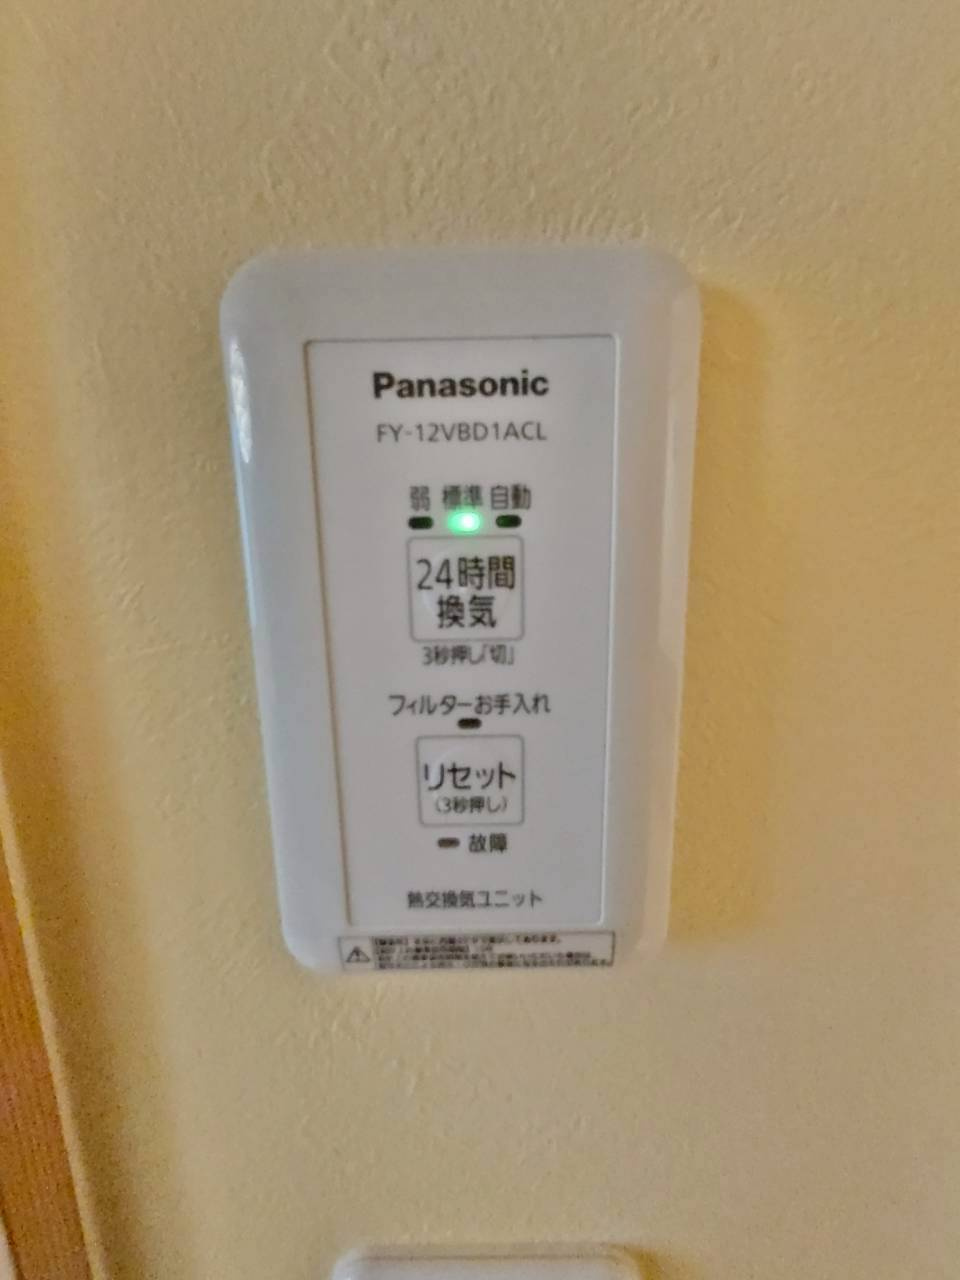 Panasonic
FY-12VBD1ACL
弱 標準 自動
24時間
換気
3秒押し「切」
フィルターお手入れ
リセット
(3秒押し)
故障
熱交換気ユニット